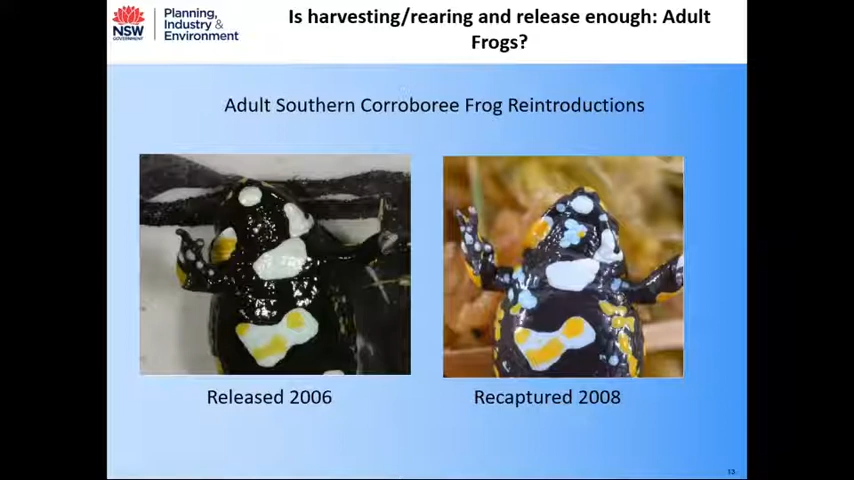 NSW
GOVERNMENT
Planning,
Industry &
Environment
Is harvesting/rearing and release enough: Adult
Frogs?
Adult Southern Corroboree Frog Reintroductions
Released 2006
Recaptured 2008
13